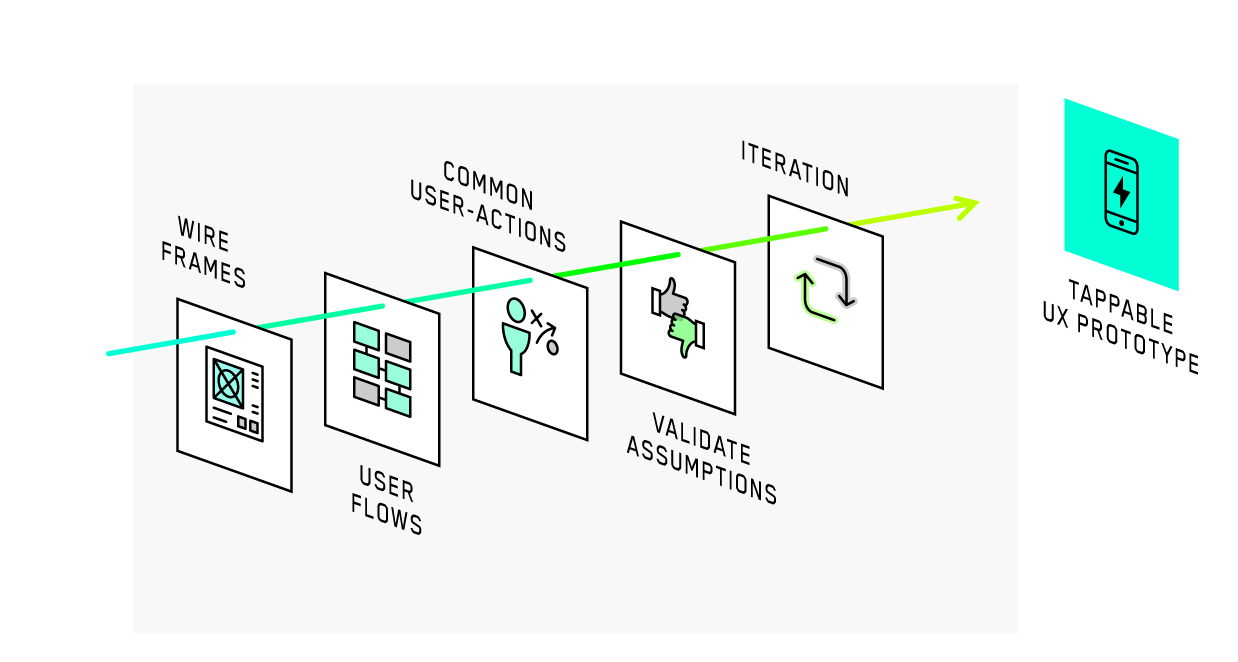 WIRE
FRAMES
USER
FLOWS
COMMON
USER-ACTIONS
VALIDATE
ASSUMPTIONS
ITERATION
TAPPABLE
UX PROTOTYPE